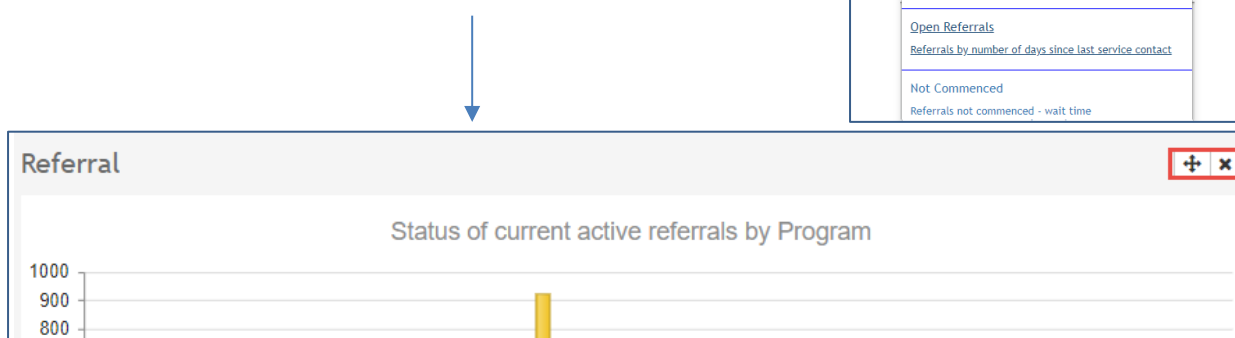 Open Referrals
Referrals by number of days since last service contact
Not Commenced
Referrals not commenced - wait time
Referral
Status of current active referrals by Program
1000
900
800